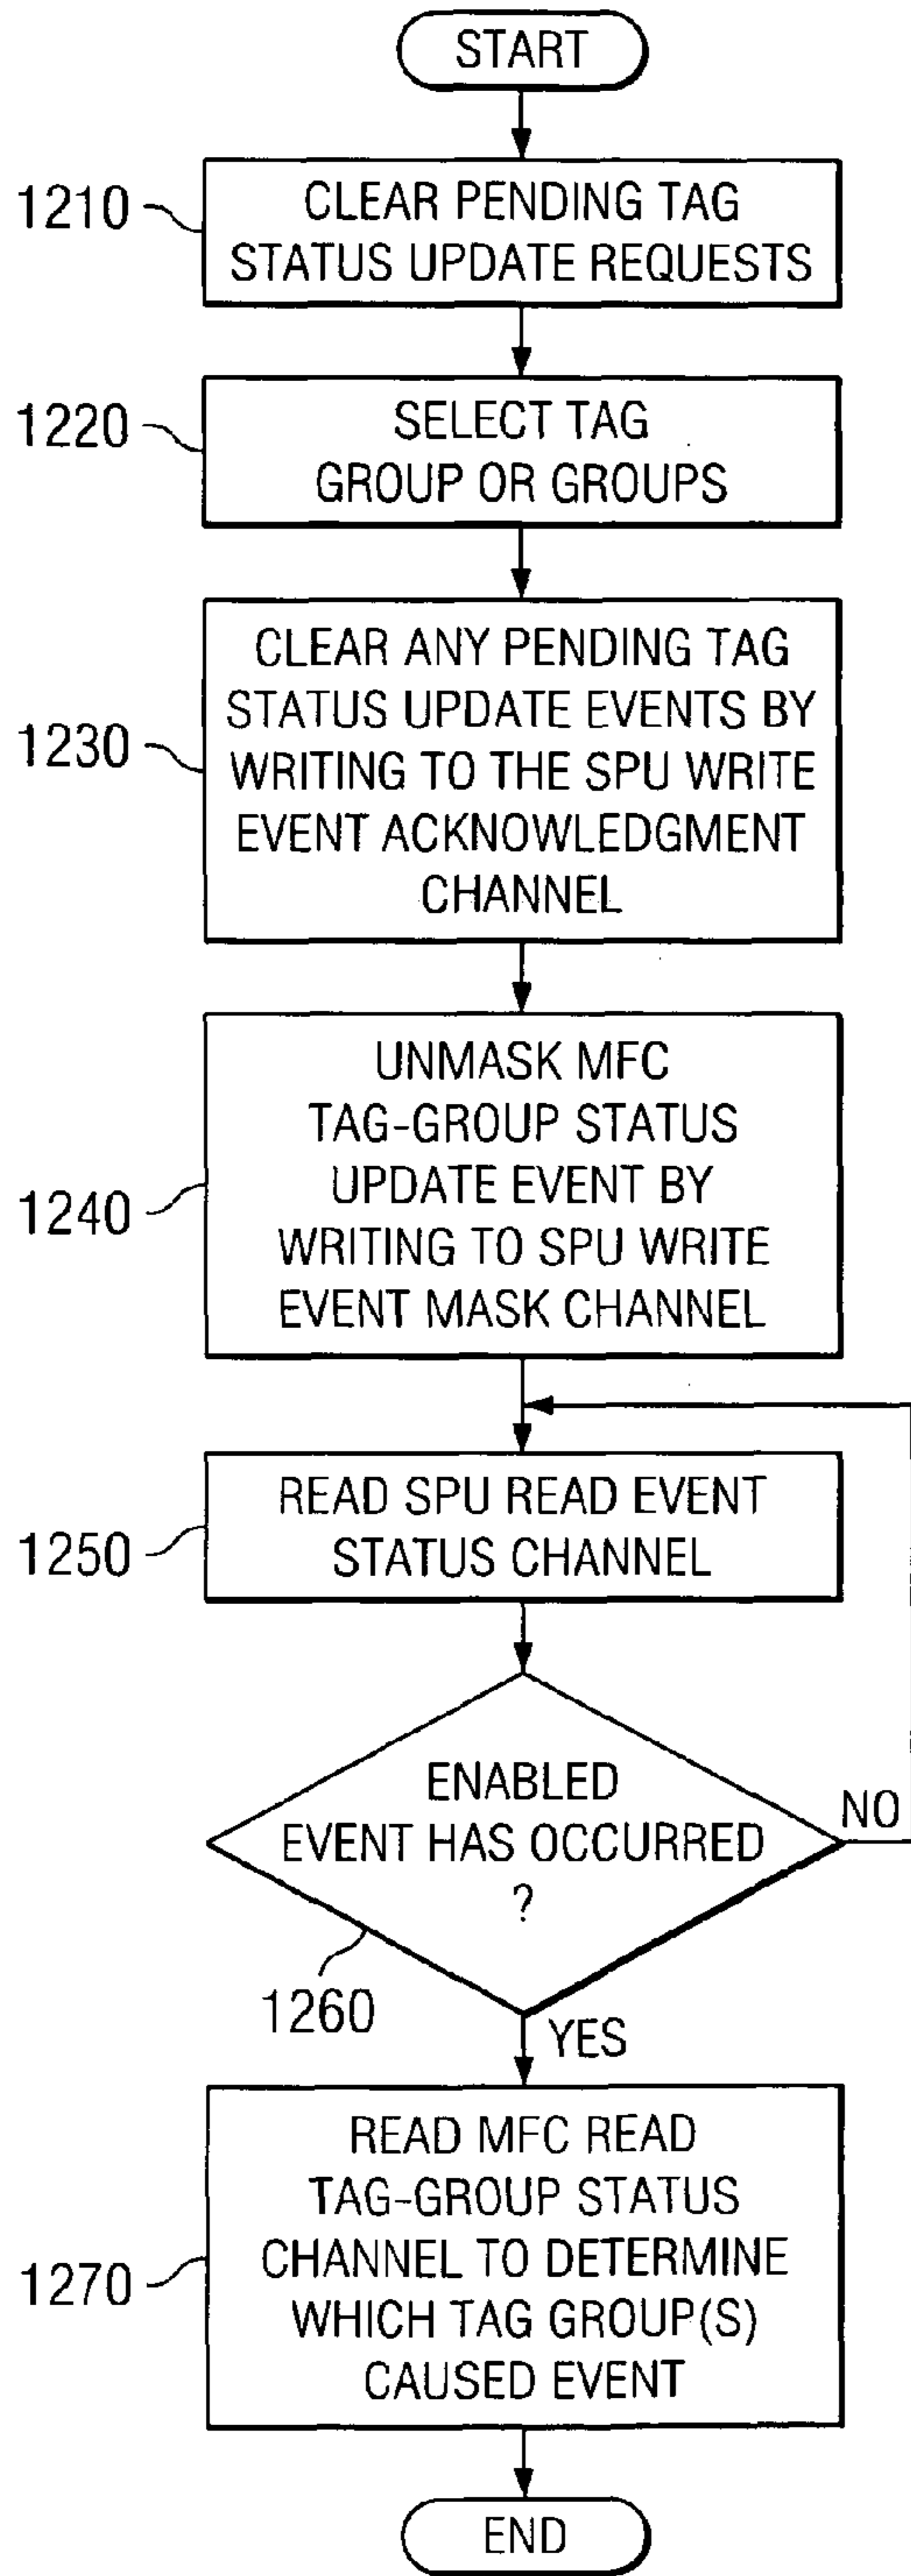 START
1210
CLEAR PENDING TAG
STATUS UPDATE REQUESTS
1220
SELECT TAG
GROUP OR GROUPS
1230
CLEAR ANY PENDING TAG
STATUS UPDATE EVENTS BY
WRITING TO THE SPU WRITE
EVENT ACKNOWLEDGMENT
CHANNEL
1240
UNMASK MFC
TAG-GROUP STATUS
UPDATE EVENT BY
WRITING TO SPU WRITE
EVENT MASK CHANNEL
1250
READ SPU READ EVENT
STATUS CHANNEL
ENABLED
EVENT HAS OCCURRED
?
NO
1260
YES
1270
READ MFC READ
TAG-GROUP STATUS
CHANNEL TO DETERMINE
WHICH TAG GROUP(S)
CAUSED EVENT
END